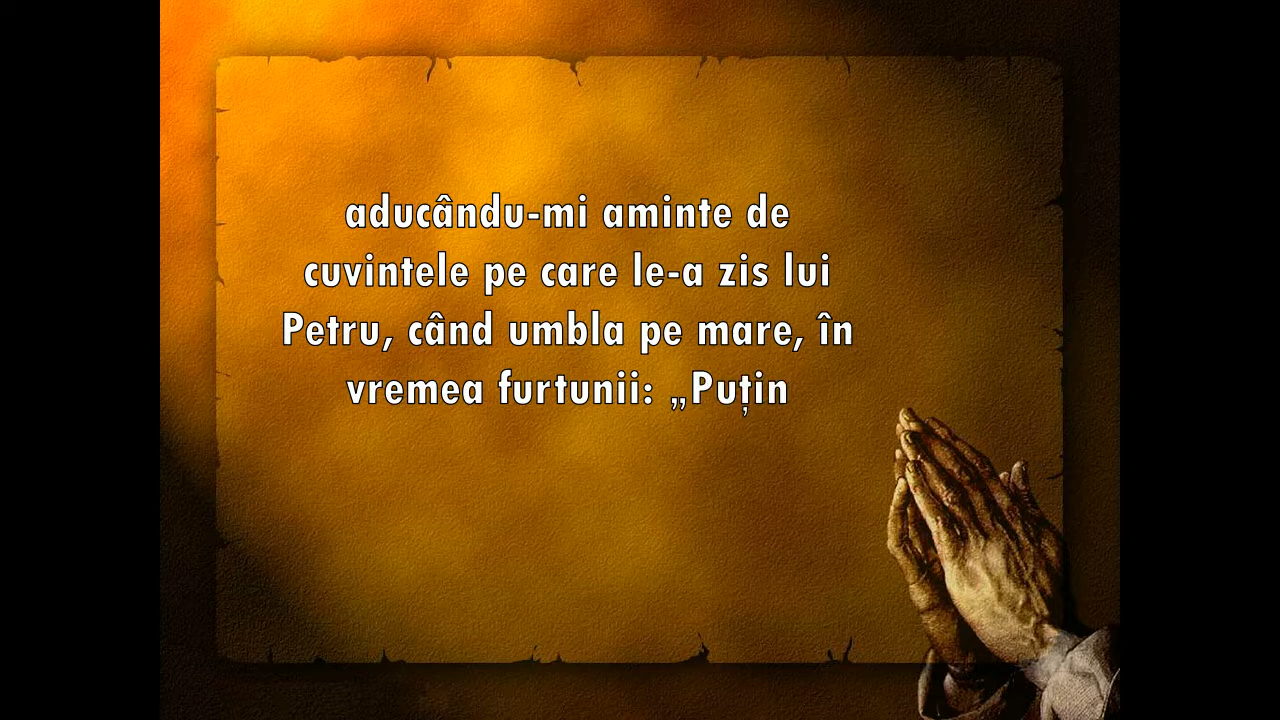 aducându-mi aminte de
cuvintele pe care le-a zis lui
Petru, când umbla pe mare, în
vremea furtunii: „Puțin